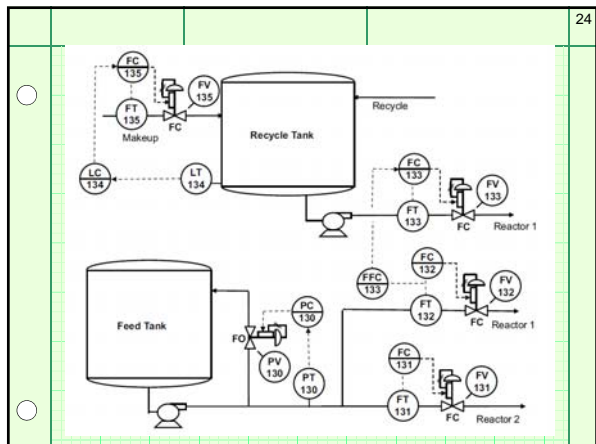 24
FC
135
FV
135
FT
135
FC
Makeup
Recycle Tank
Recycle
LC
134
LT
134
FC
133
FV
133
FT
133
FC
Reactor 1
FFC
133
FC
132
FV
132
FT
132
FC
Reactor 1
Feed Tank
FO
PC
130
PV
130
PT
130
FC
131
FV
131
FT
131
FC
Reactor 2